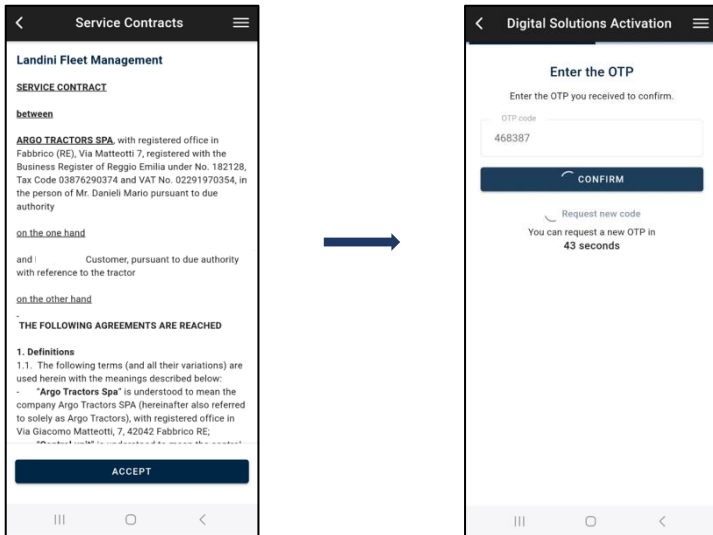 Service Contracts
Landini Fleet Management
SERVICE CONTRACT
between
ARGO TRACTORS SPA, with registered office in
Fabbrico (RE), Via Matteotti 7, registered with the
Business Register of Reggio Emilia under No. 182128,
Tax Code 03876290374 and VAT No. 02291970354, in
the person of Mr. Danieli Mario pursuant to due
authority
on the one hand
and Customer, pursuant to due authority
with reference to the tractor
on the other hand
-
THE FOLLOWING AGREEMENTS ARE REACHED
1. Definitions
1.1. The following terms (and all their variations) are
used herein with the meanings described below:
- "Argo Tractors Spa" is understood to mean the
company Argo Tractors SPA (hereinafter also referred
to solely as Argo Tractors), with registered office in
Via Giacomo Matteotti, 7, 42042 Fabbrico RE;
"Control unit" is understood to mean the control
ACCEPT
Digital Solutions Activation
Enter the OTP
Enter the OTP you received to confirm.
OTP code
468387
CONFIRM
Request new code
You can request a new OTP in
43 seconds